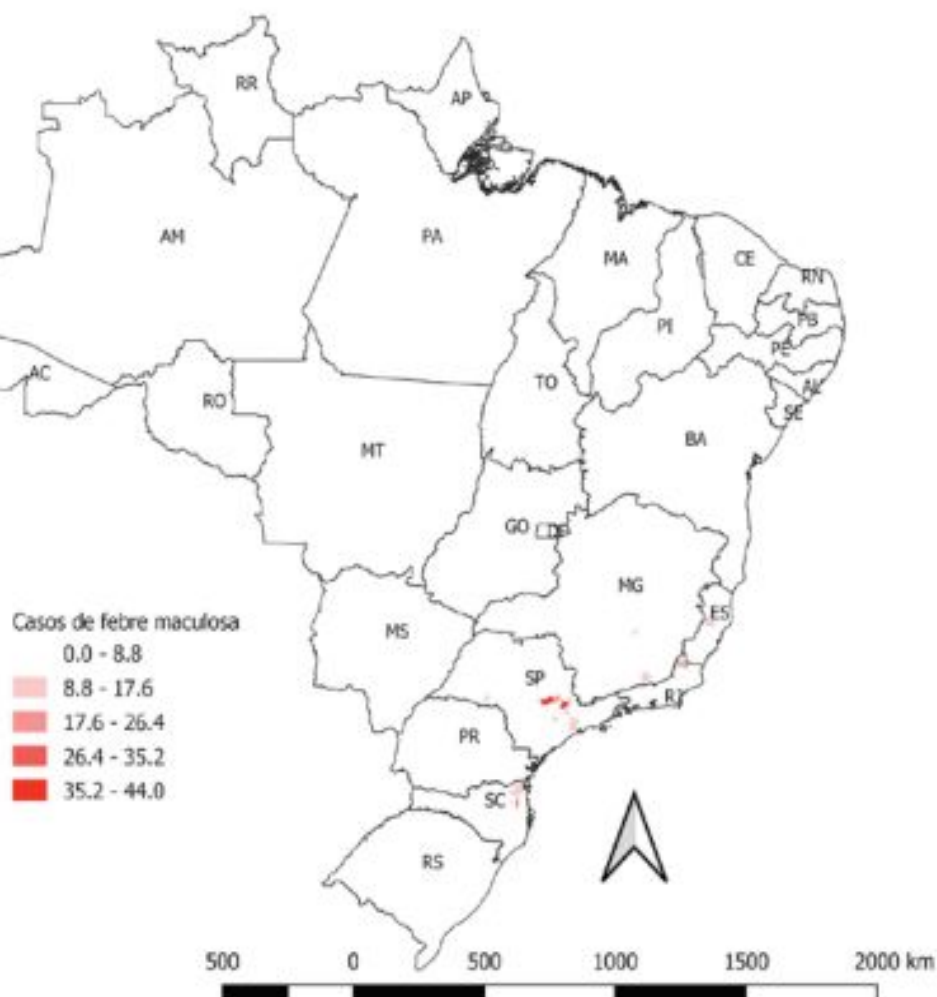 RR
AP
AM
PA
MA
CE
RN
PB
PI
PE
AC
TO
AL
RO
SE
BA
MT
GO
DF
MG
ES
Casos de febre maculosa
MS
0.0 - 8.8
SP
8.8 - 17.6
RJ
17.6 - 26.4
PR
26.4 - 35.2
35.2 - 44.0
SC
RS
500 0 500 1000 1500 2000 km